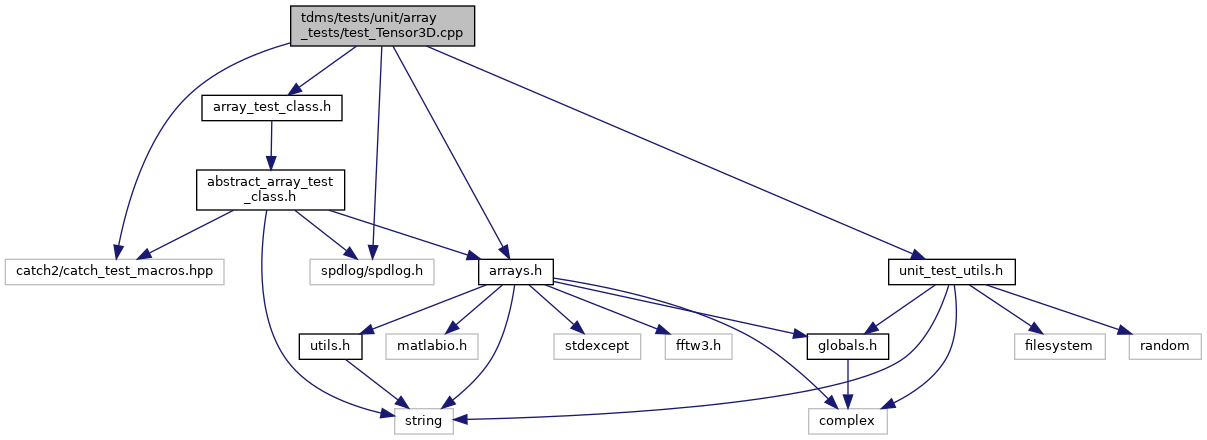 tdms/tests/unit/array
_tests/test_Tensor3D.cpp
array_test_class.h
abstract_array_test
_class.h
catch2/catch_test_macros.hpp
spdlog/spdlog.h
arrays.h
unit_test_utils.h
utils.h
matlabio.h
stdexcept
fftw3.h
globals.h
filesystem
random
string
complex